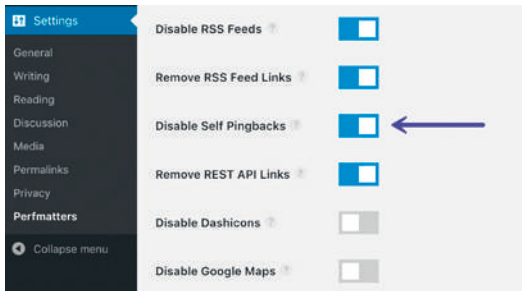 Settings
General
Writing
Reading
Discussion
Media
Permalinks
Privacy
Perfmatters
Collapse menu
Disable RSS Feeds ?
Remove RSS Feed Links ?
Disable Self Pingbacks ?
Remove REST API Links ?
Disable Dashicons ?
Disable Google Maps ?